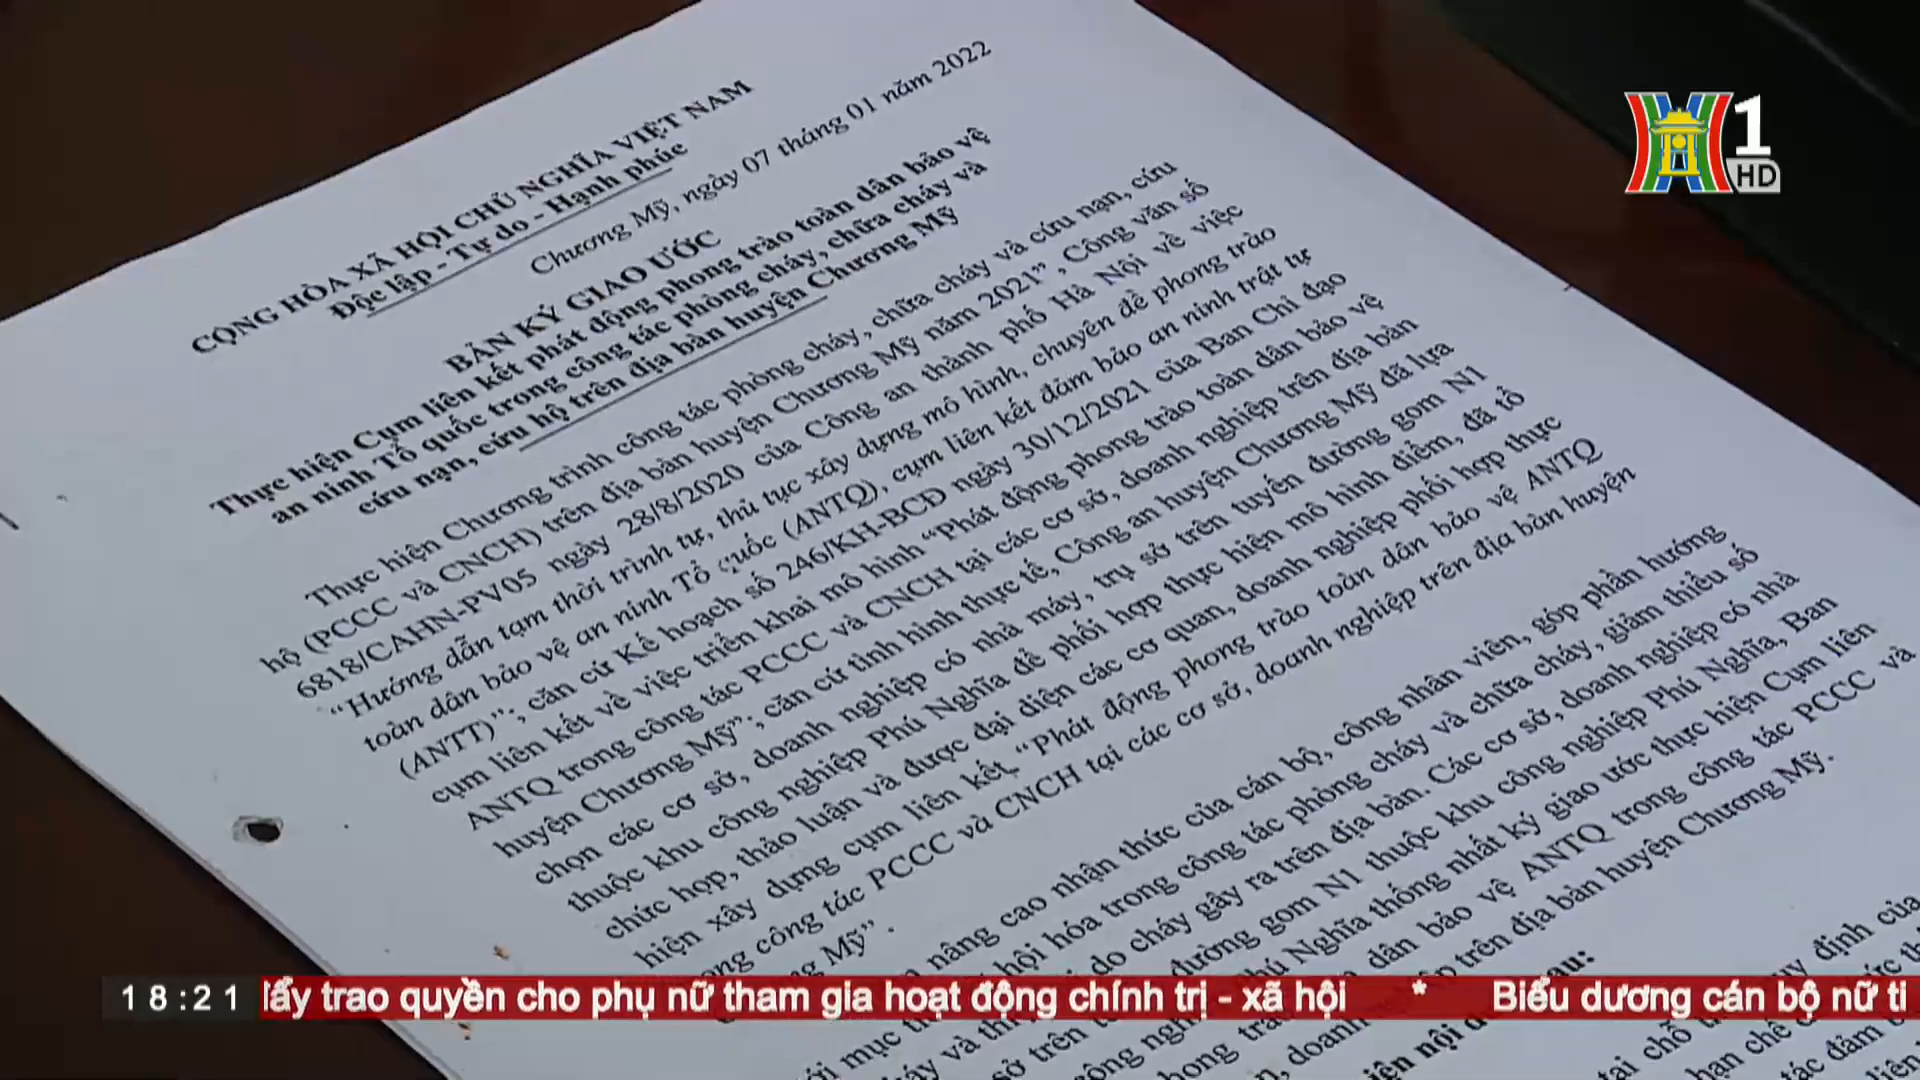 CỘNG HÒA XÃ HỘI CHỦ NGHĨA VIỆT NAM
Độc lập - Tự do - Hạnh phúc
Chương Mỹ, ngày 07 tháng 01 năm 2022
BẢN KÝ GIAO ƯỚC
Thực hiện Cụm liên kết phát động phong trào toàn dân bảo vệ
an ninh Tổ quốc trong công tác phòng cháy, chữa cháy và
cứu nạn, cứu hộ trên địa bàn huyện Chương Mỹ
Thực hiện Chương trình công tác phòng cháy, chữa cháy và cứu nạn, cứu
hộ (PCCC và CNCH) trên địa bàn huyện Chương Mỹ năm 2021”, Công văn số
6818/CAHN-PV05 ngày 28/8/2020 của Công an thành phố Hà Nội về việc
“Hướng dẫn tạm thời trình tự, thủ tục xây dựng mô hình, chuyên đề phong trào
toàn dân bảo vệ an ninh Tổ quốc (ANTQ), cụm liên kết đảm bảo an ninh trật tự
(ANTT)”; căn cứ Kế hoạch số 246/KH-BCĐ ngày 30/12/2021 của Ban Chỉ đạo
cụm liên kết về việc triển khai mô hình “Phát động phong trào toàn dân bảo vệ
ANTQ trong công tác PCCC và CNCH tại các cơ sở, doanh nghiệp trên địa bàn
huyện Chương Mỹ”; căn cứ tình hình thực tế, Công an huyện Chương Mỹ đã lựa
chọn các cơ sở, doanh nghiệp có nhà máy, trụ sở trên tuyến đường gom N1
thuộc khu công nghiệp Phú Nghĩa để phối hợp thực hiện mô hình điểm, đã tổ
chức họp, thảo luận và được đại diện các cơ quan, doanh nghiệp phối hợp thực
hiện xây dựng cụm liên kết “Phát động phong trào toàn dân bảo vệ ANTQ
trong công tác PCCC và CNCH tại các cơ sở, doanh nghiệp trên địa bàn huyện
Mỹ”.
nâng cao nhận thức của cán bộ, công nhân viên, góp phần hướng
hội hóa trong công tác phòng cháy và chữa cháy, giảm thiểu số
do cháy gây ra trên địa bàn. Các cơ sở, doanh nghiệp có nhà
đường gom N1 thuộc khu công nghiệp Phú Nghĩa, Ban
Phú Nghĩa thống nhất ký giao ước thực hiện Cụm liên
dân bảo vệ ANTQ trong công tác PCCC và
trên địa bàn huyện Chương Mỹ.
1 HD
18:21 lẩy trao quyền cho phụ nữ tham gia hoạt động chính trị - xã hội * Biểu dương cán bộ nữ ti